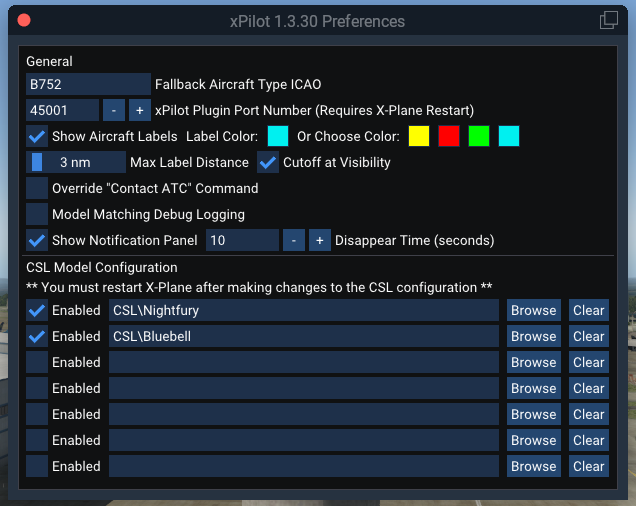 xPilot 1.3.30 Preferences
General
B752 Fallback Aircraft Type ICAO
45001 - + xPilot Plugin Port Number (Requires X-Plane Restart)
Show Aircraft Labels Label Color: Or Choose Color:
3 nm Max Label Distance Cutoff at Visibility
Override "Contact ATC" Command
Model Matching Debug Logging
Show Notification Panel 10 - + Disappear Time (seconds)
CSL Model Configuration
** You must restart X-Plane after making changes to the CSL configuration **
Enabled CSL\Nightfury Browse Clear
Enabled CSL\Bluebell Browse Clear
Enabled Browse Clear
Enabled Browse Clear
Enabled Browse Clear
Enabled Browse Clear
Enabled Browse Clear